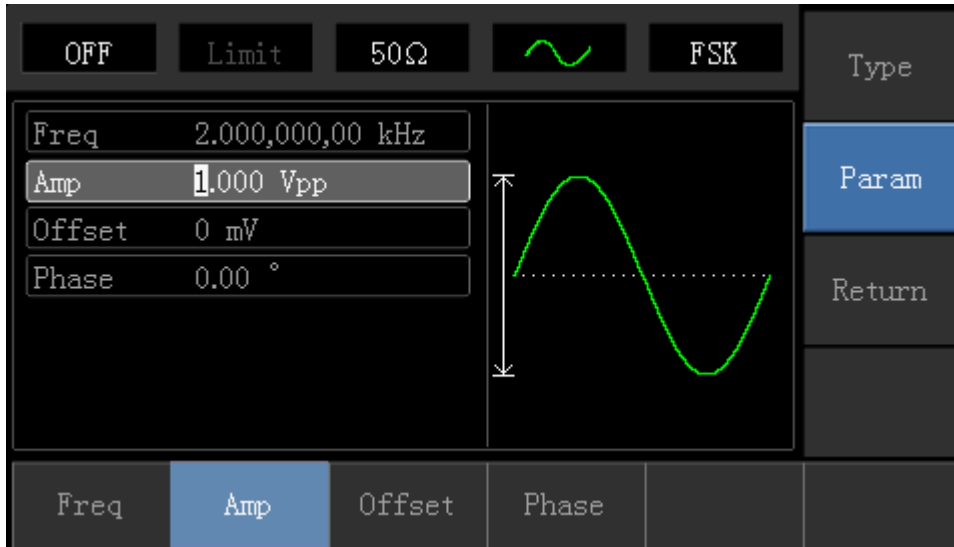 OFF Limit 50Ω FSK
Type
Freq 2.000,000,00 kHz
Amp 1.000 Vpp
Param
Offset 0 mV
Phase 0.00 °
Return
Freq Amp Offset Phase